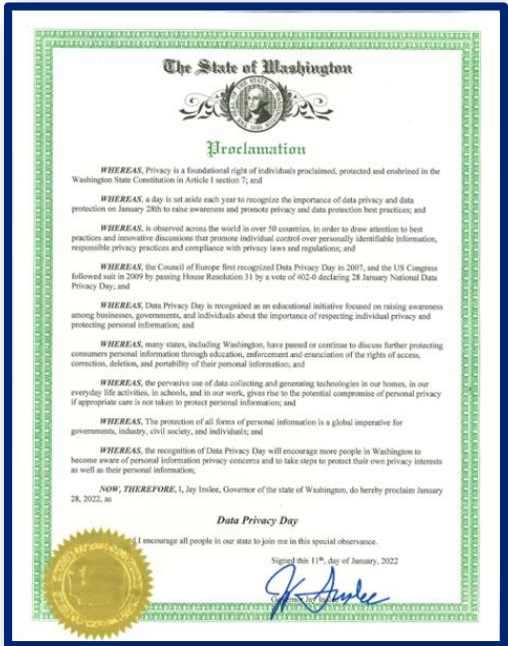 The State of Washington
Proclamation
WHEREAS, Privacy is a foundational right of individuals proclaimed, protected and enshrined in the
Washington State Constitution in Article I section 7; and
WHEREAS, a day is set aside each year to recognize the importance of data privacy and data
protection on January 28th to raise awareness and promote privacy and data protection best practices; and
WHEREAS, is observed across the world in over 50 countries, in order to draw attention to best
practices and innovative discussions that promote individual control over personally identifiable information,
responsible privacy practices and compliance with privacy laws and regulations; and
WHEREAS, the Council of Europe first recognized Data Privacy Day in 2007, and the US Congress
followed suit in 2009 by passing House Resolution 31 by a vote of 402-0 declaring 28 January National Data
Privacy Day; and
WHEREAS, Data Privacy Day is recognized as an educational initiative focused on raising awareness
among businesses, governments, and individuals about the importance of respecting individual privacy and
protecting personal information; and
WHEREAS, many states, including Washington, have passed or continue to discuss further protecting
consumers personal information through education, enforcement and enunciation of the rights of access,
correction, deletion, and portability of their personal information; and
WHEREAS, the pervasive use of data collecting and generating technologies in our homes, in our
everyday life activities, in schools, and in our work, gives rise to the potential compromise of personal privacy
if appropriate care is not taken to protect personal information; and
WHEREAS, The protection of all forms of personal information is a global imperative for
governments, industry, civil society, and individuals; and
WHEREAS, the recognition of Data Privacy Day will encourage more people in Washington to
become aware of personal information privacy concerns and to take steps to protect their own privacy interests
as well as their personal information;
NOW, THEREFORE, I, Jay Inslee, Governor of the state of Washington, do hereby proclaim January
28, 2022, as
Data Privacy Day
I encourage all people in our state to join me in this special observance.
Signed this 11th, day of January, 2022
Jay Inslee
Governor Jay Inslee